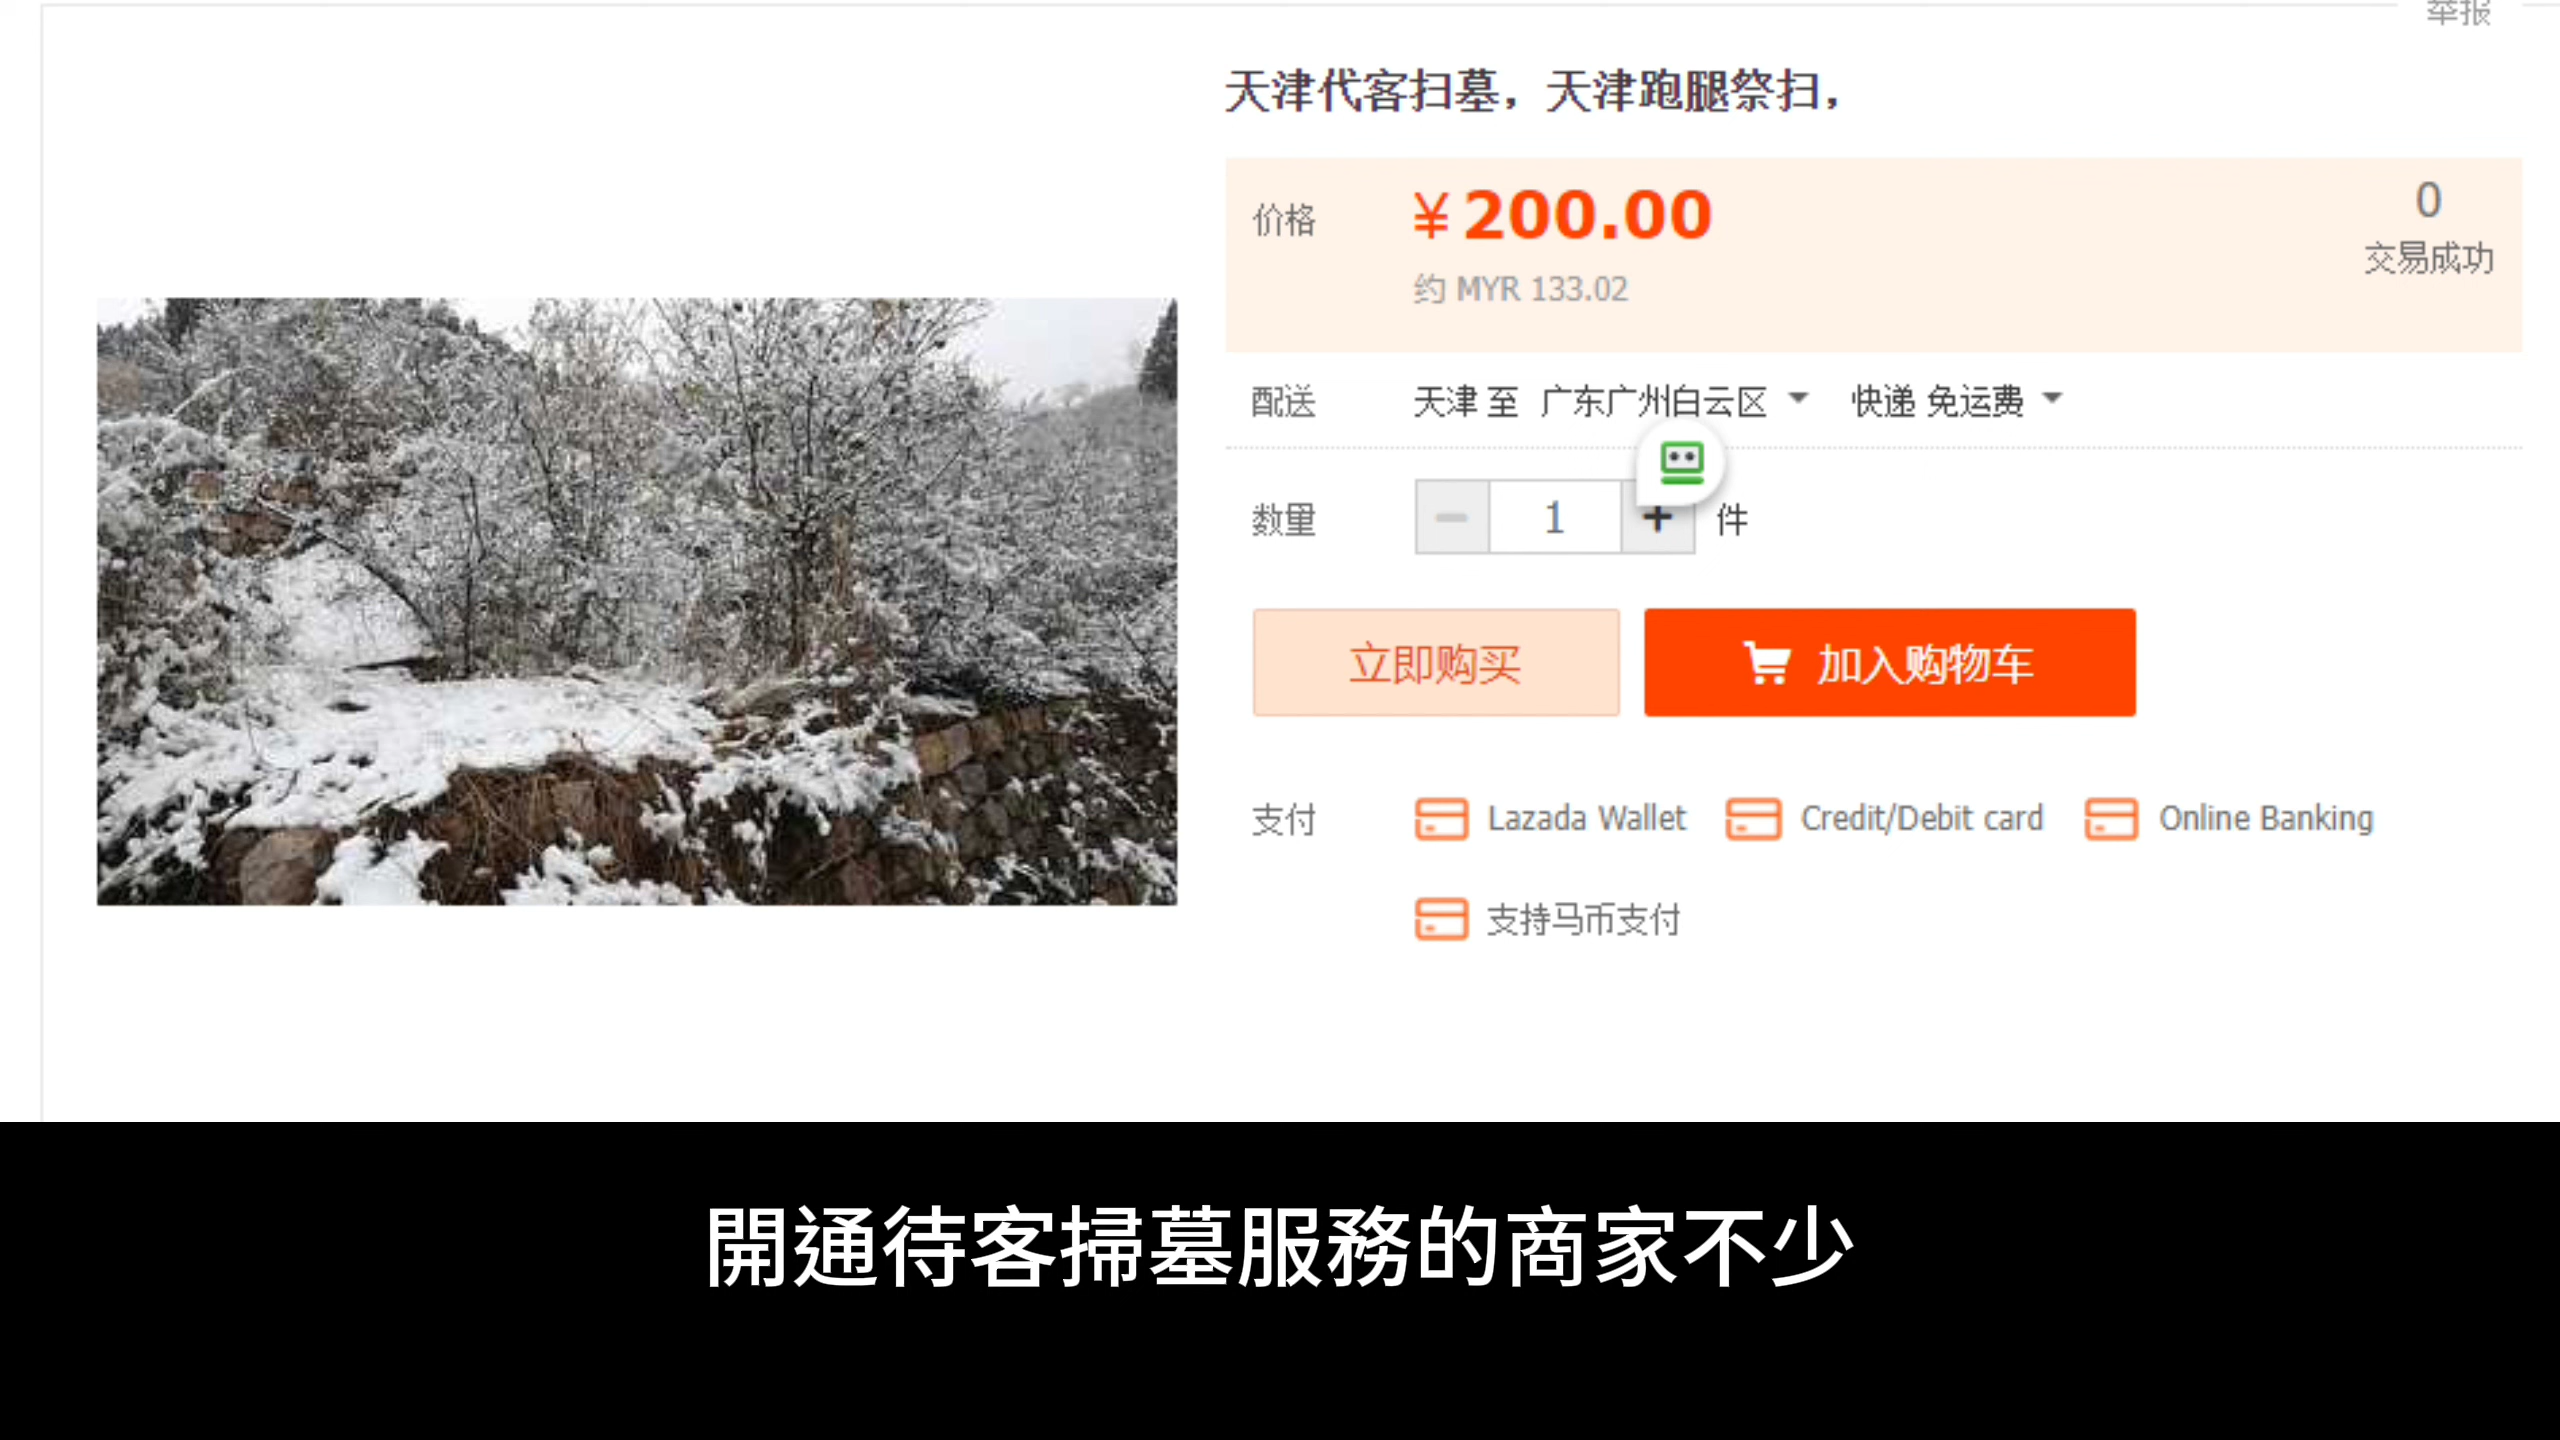 举报
天津代客扫墓，天津跑腿祭扫，
价格 ¥200.00 0
约 MYR 133.02 交易成功
配送 天津 至 广东广州白云区 快递 免运费
数量 − 1 + 件
立即购买 加入购物车
支付 Lazada Wallet Credit/Debit card Online Banking
支持马币支付
開通待客掃墓服務的商家不少